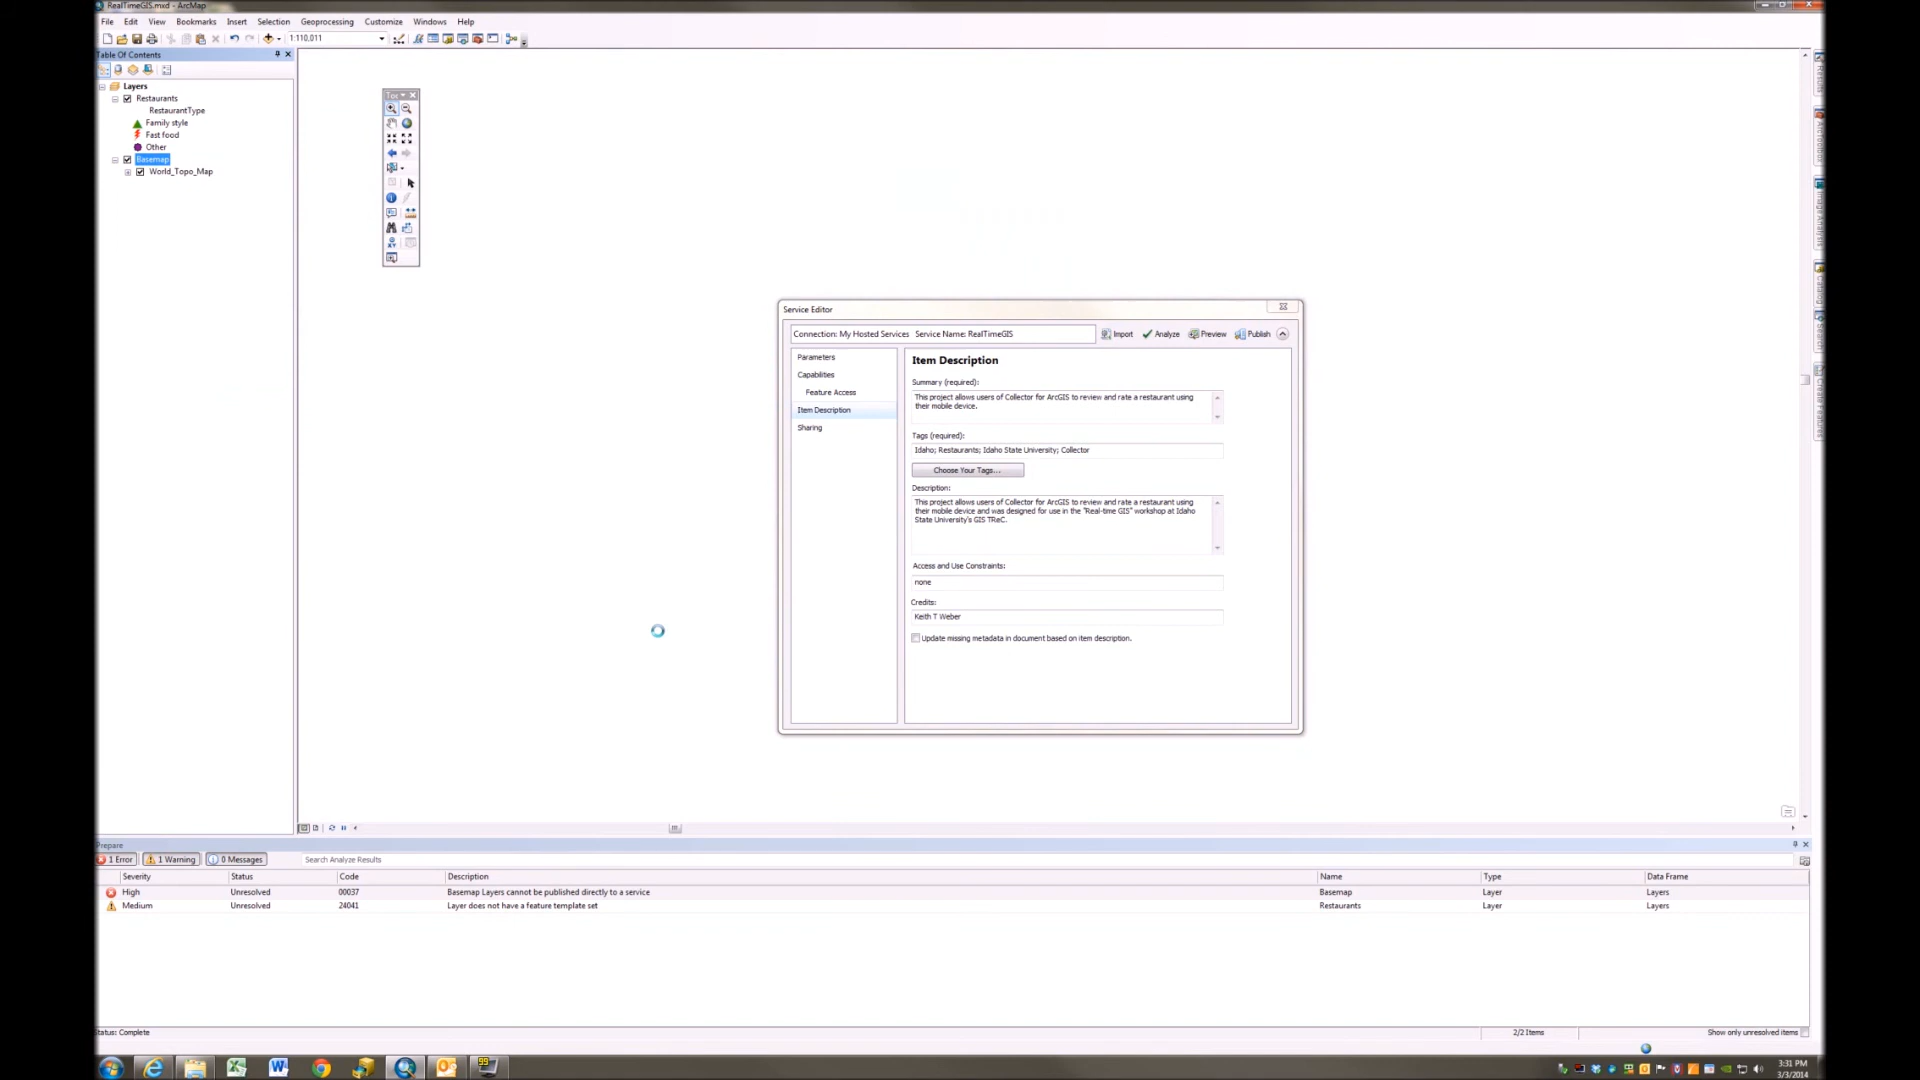 RealTimeGIS.mxd - ArcMap
File Edit View Bookmarks Insert Selection Geoprocessing Customize Windows Help
1:110,011
Table Of Contents
Layers
Restaurants
RestaurantType
Family style
Fast food
Other
Basemap
World_Topo_Map
Results
ArcToolbox
Image Analysis
Catalog
Search
Create Features
Service Editor
Connection: My Hosted Services Service Name: RealTimeGIS
Import Analyze Preview Publish
Parameters
Capabilities
Feature Access
Item Description
Sharing
Item Description
Summary (required):
This project allows users of Collector for ArcGIS to review and rate a restaurant using
their mobile device.
Tags (required):
Idaho; Restaurants; Idaho State University; Collector
Choose Your Tags...
Description:
This project allows users of Collector for ArcGIS to review and rate a restaurant using
their mobile device and was designed for use in the "Real-time GIS" workshop at Idaho
State University's GIS TReC.
Access and Use Constraints:
none
Credits:
Keith T Weber
Update missing metadata in document based on item description.
Prepare
1 Error 1 Warning 0 Messages Search Analyze Results
Severity Status Code Description Name Type Data Frame
High Unresolved 00037 Basemap Layers cannot be published directly to a service Basemap Layer Layers
Medium Unresolved 24041 Layer does not have a feature template set Restaurants Layer Layers
Status: Complete 2/2 Items Show only unresolved items
3:31 PM
3/3/2014